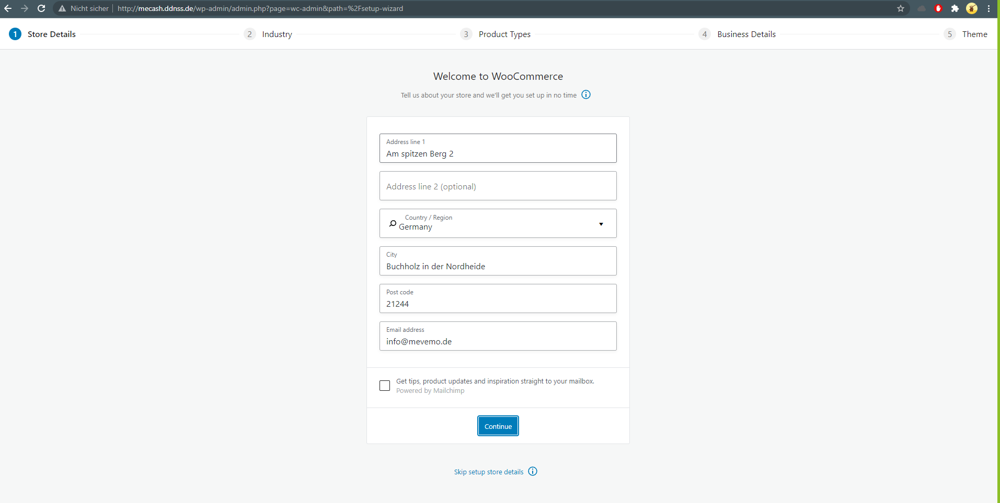 Nicht sicher
http://mecash.ddnss.de/wp-admin/admin.php?page=wc-admin&path=%2Fsetup-wizard
1 Store Details
2 Industry
3 Product Types
4 Business Details
5 Theme
Welcome to WooCommerce
Tell us about your store and we'll get you set up in no time
Address line 1
Am spitzen Berg 2
Address line 2 (optional)
Country / Region
Germany
City
Buchholz in der Nordheide
Post code
21244
Email address
info@mevemo.de
Get tips, product updates and inspiration straight to your mailbox.
Powered by Mailchimp
Continue
Skip setup store details